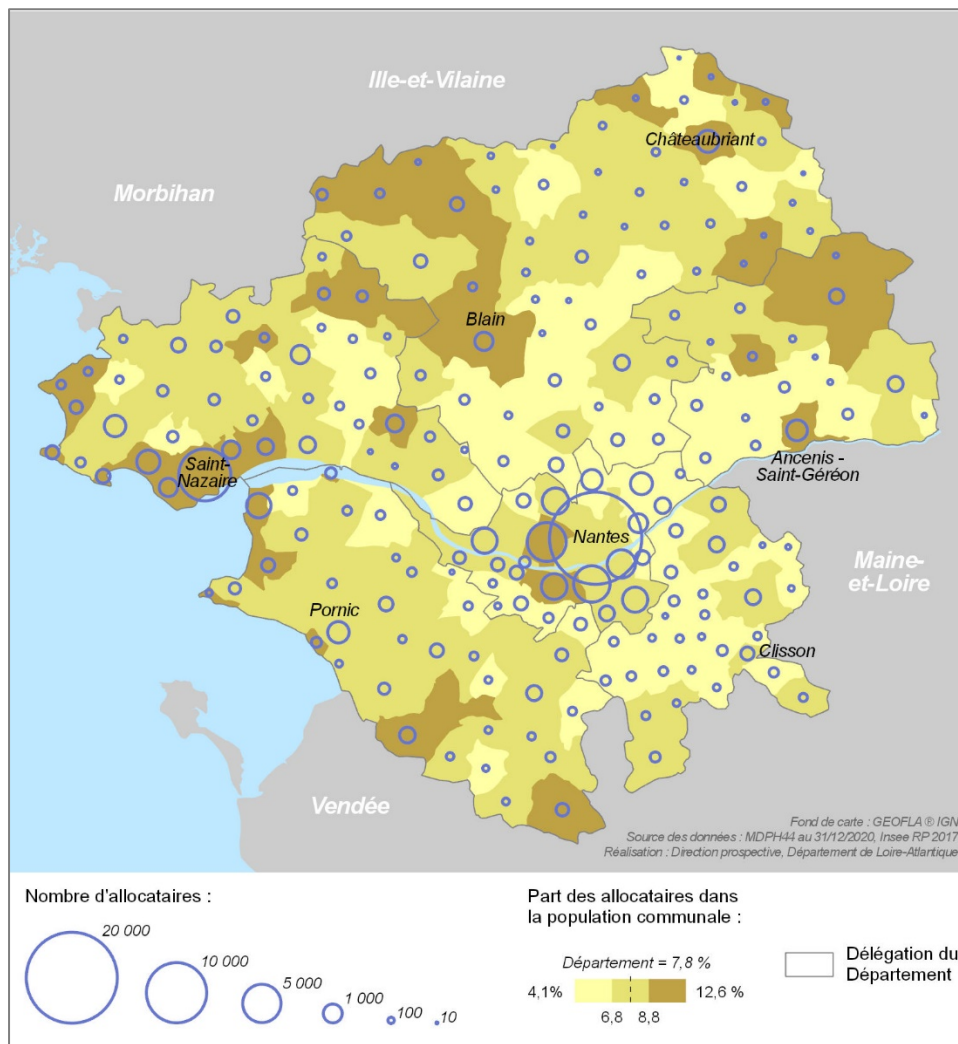 Ille-et-Vilaine
Châteaubriant
Morbihan
Blain
Saint-
Nazaire
Ancenis -
Saint-Géréon
Nantes
Maine-
et-Loire
Pornic
Clisson
Vendée
Fond de carte : GEOFLA ® IGN
Source des données : MDPH44 au 31/12/2020, Insee RP 2017
Réalisation : Direction prospective, Département de Loire-Atlantique
Nombre d'allocataires :
20 000
10 000
5 000
1 000
100
10
Part des allocataires dans
la population communale :
Département = 7,8 %
4,1%
12,6 %
6,8
8,8
Délégation du
Département